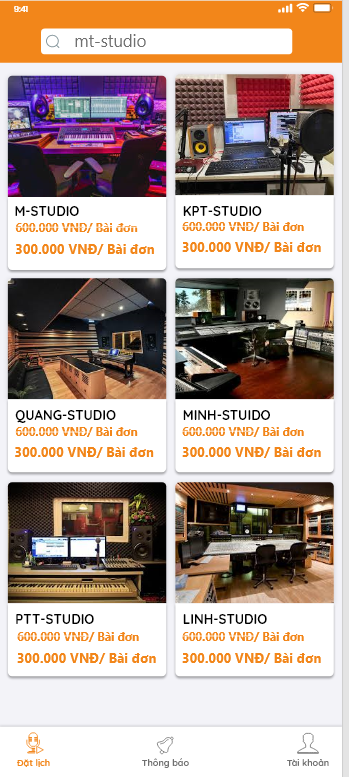 9:41
mt-studio
M-STUDIO
600.000 VNĐ/ Bài đơn
300.000 VNĐ/ Bài đơn
KPT-STUDIO
600.000 VNĐ/ Bài đơn
300.000 VNĐ/ Bài đơn
QUANG-STUDIO
600.000 VNĐ/ Bài đơn
300.000 VNĐ/ Bài đơn
MINH-STUIDO
600.000 VNĐ/ Bài đơn
300.000 VNĐ/ Bài đơn
PTT-STUDIO
600.000 VNĐ/ Bài đơn
300.000 VNĐ/ Bài đơn
LINH-STUDIO
600.000 VNĐ/ Bài đơn
300.000 VNĐ/ Bài đơn
Đặt lịch
Thông báo
Tài khoản